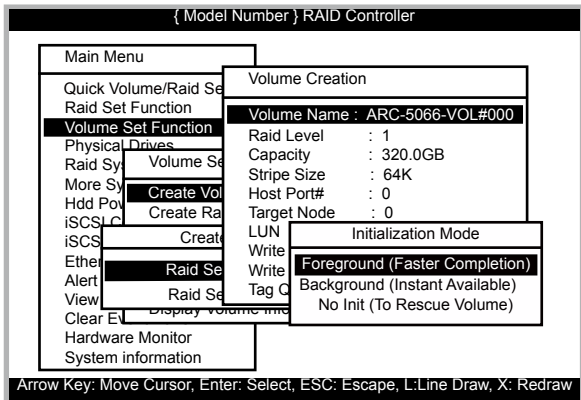 { Model Number } RAID Controller
Main Menu
Quick Volume/Raid Se
Raid Set Function
Volume Set Function
Physical Drives
Raid Sy
More Sy
Hdd Pow
iSCSI C
iSCS
Ether
Alert
View
Clear Ev
Hardware Monitor
System information
Volume Se
Create Vol
Create Ra
Display Volume Info
Create
Raid Se
Raid Se
Volume Creation
Volume Name : ARC-5066-VOL#000
Raid Level : 1
Capacity : 320.0GB
Stripe Size : 64K
Host Port# : 0
Target Node : 0
LUN
Write
Write
Tag Q
Initialization Mode
Foreground (Faster Completion)
Background (Instant Available)
No Init (To Rescue Volume)
Arrow Key: Move Cursor, Enter: Select, ESC: Escape, L:Line Draw, X: Redraw